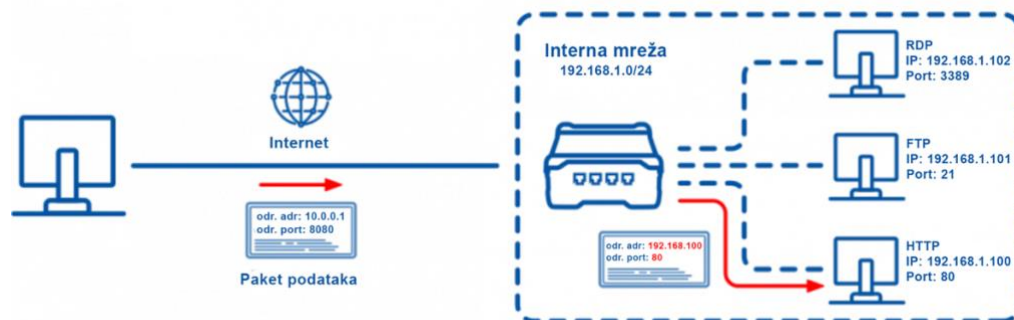 Internet
odr. adr: 10.0.0.1
odr. port: 8080
Paket podataka
Interna mreža
192.168.1.0/24
odr. adr: 192.168.100
odr. port: 80
RDP
IP: 192.168.1.102
Port: 3389
FTP
IP: 192.168.1.101
Port: 21
HTTP
IP: 192.168.1.100
Port: 80